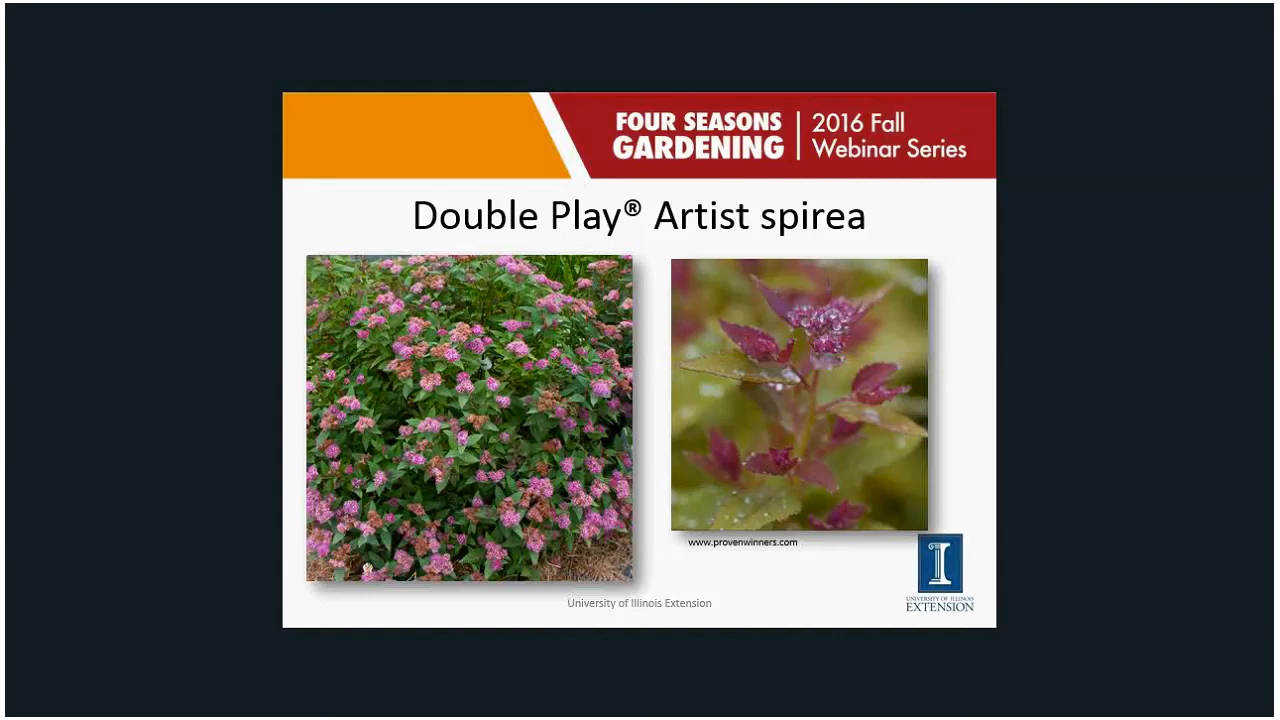 FOUR SEASONS
GARDENING
2016 Fall
Webinar Series
Double Play® Artist spirea
www.provenwinners.com
I
UNIVERSITY OF ILLINOIS
EXTENSION
University of Illinois Extension